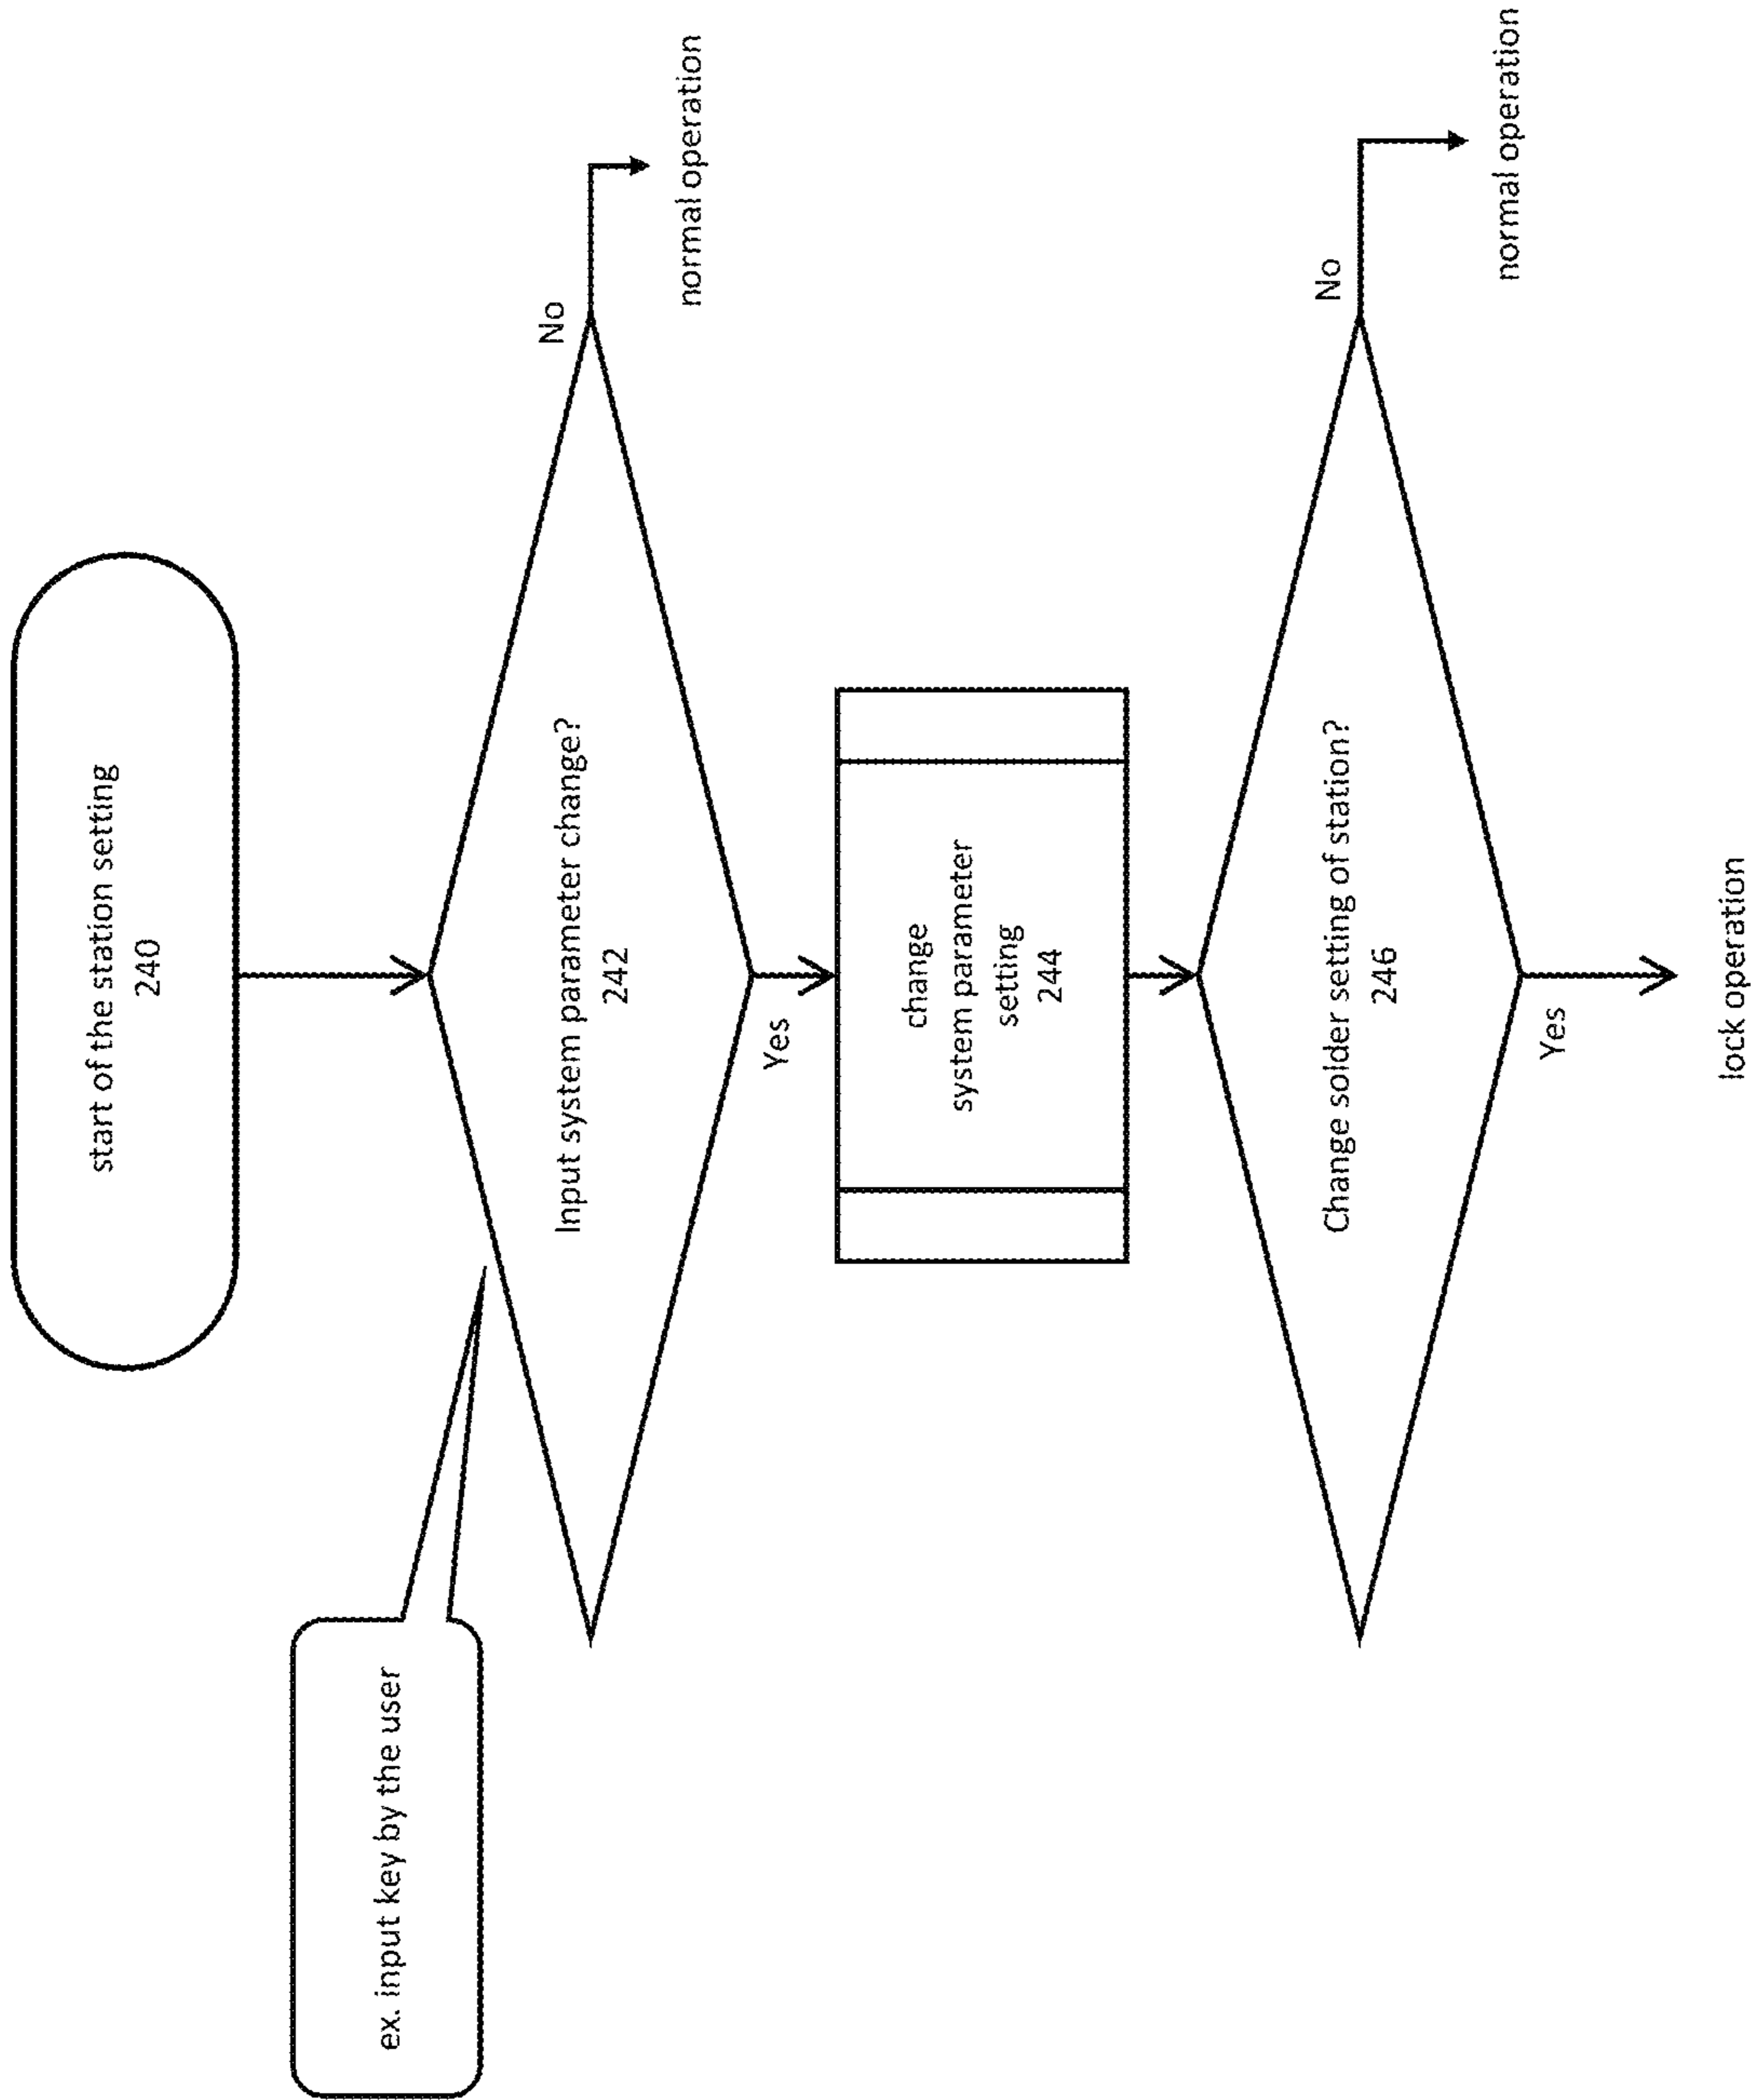 start of the station setting
240
ex. input key by the user
Input system parameter change?
242
No
normal operation
Yes
change
system parameter
setting
244
Change solder setting of station?
246
No
normal operation
Yes
lock operation